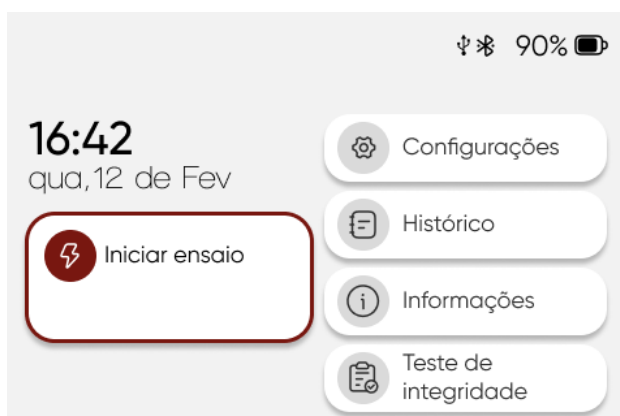 90%
16:42
qua,12 de Fev
Iniciar ensaio
Configurações
Histórico
Informações
Teste de
integridade